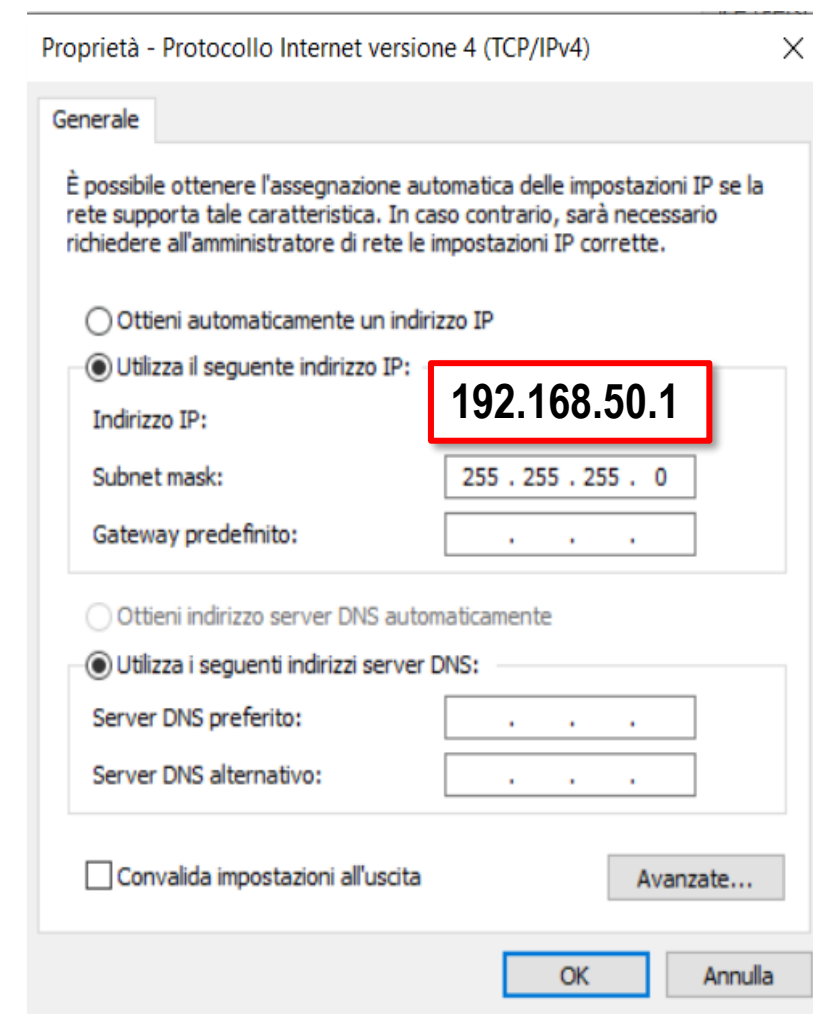 Proprietà - Protocollo Internet versione 4 (TCP/IPv4)
Generale
È possibile ottenere l'assegnazione automatica delle impostazioni IP se la
rete supporta tale caratteristica. In caso contrario, sarà necessario
richiedere all'amministratore di rete le impostazioni IP corrette.
Ottieni automaticamente un indirizzo IP
Utilizza il seguente indirizzo IP:
Indirizzo IP: 192.168.50.1
Subnet mask: 255 . 255 . 255 . 0
Gateway predefinito: . . .
Ottieni indirizzo server DNS automaticamente
Utilizza i seguenti indirizzi server DNS:
Server DNS preferito: . . .
Server DNS alternativo: . . .
Convalida impostazioni all'uscita Avanzate...
OK Annulla